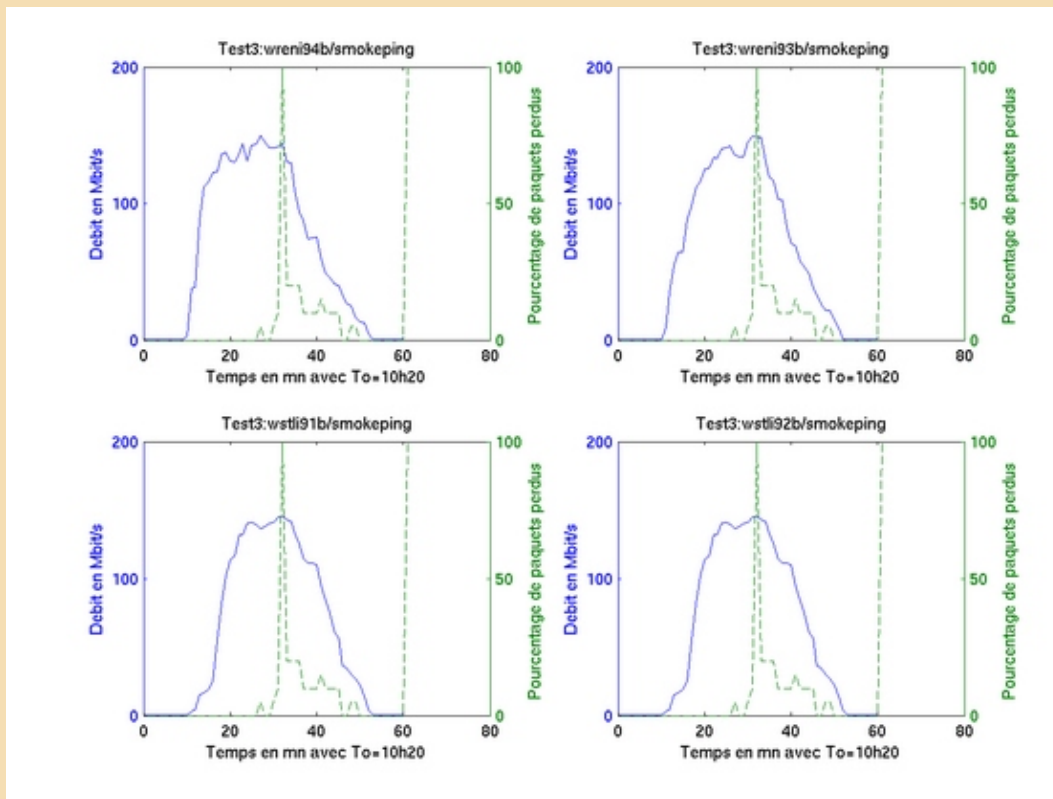 Test3:wreni94b/smokeping
200
100
0
Debit en Mbit/s
100
50
0
Pourcentage de paquets perdus
0 20 40 60 80
Temps en mn avec To=10h20
Test3:wreni93b/smokeping
200
100
0
Debit en Mbit/s
100
50
0
Pourcentage de paquets perdus
0 20 40 60 80
Temps en mn avec To=10h20
Test3:wstli91b/smokeping
200
100
0
Debit en Mbit/s
100
50
0
Pourcentage de paquets perdus
0 20 40 60 80
Temps en mn avec To=10h20
Test3:wstli92b/smokeping
200
100
0
Debit en Mbit/s
100
50
0
Pourcentage de paquets perdus
0 20 40 60 80
Temps en mn avec To=10h20